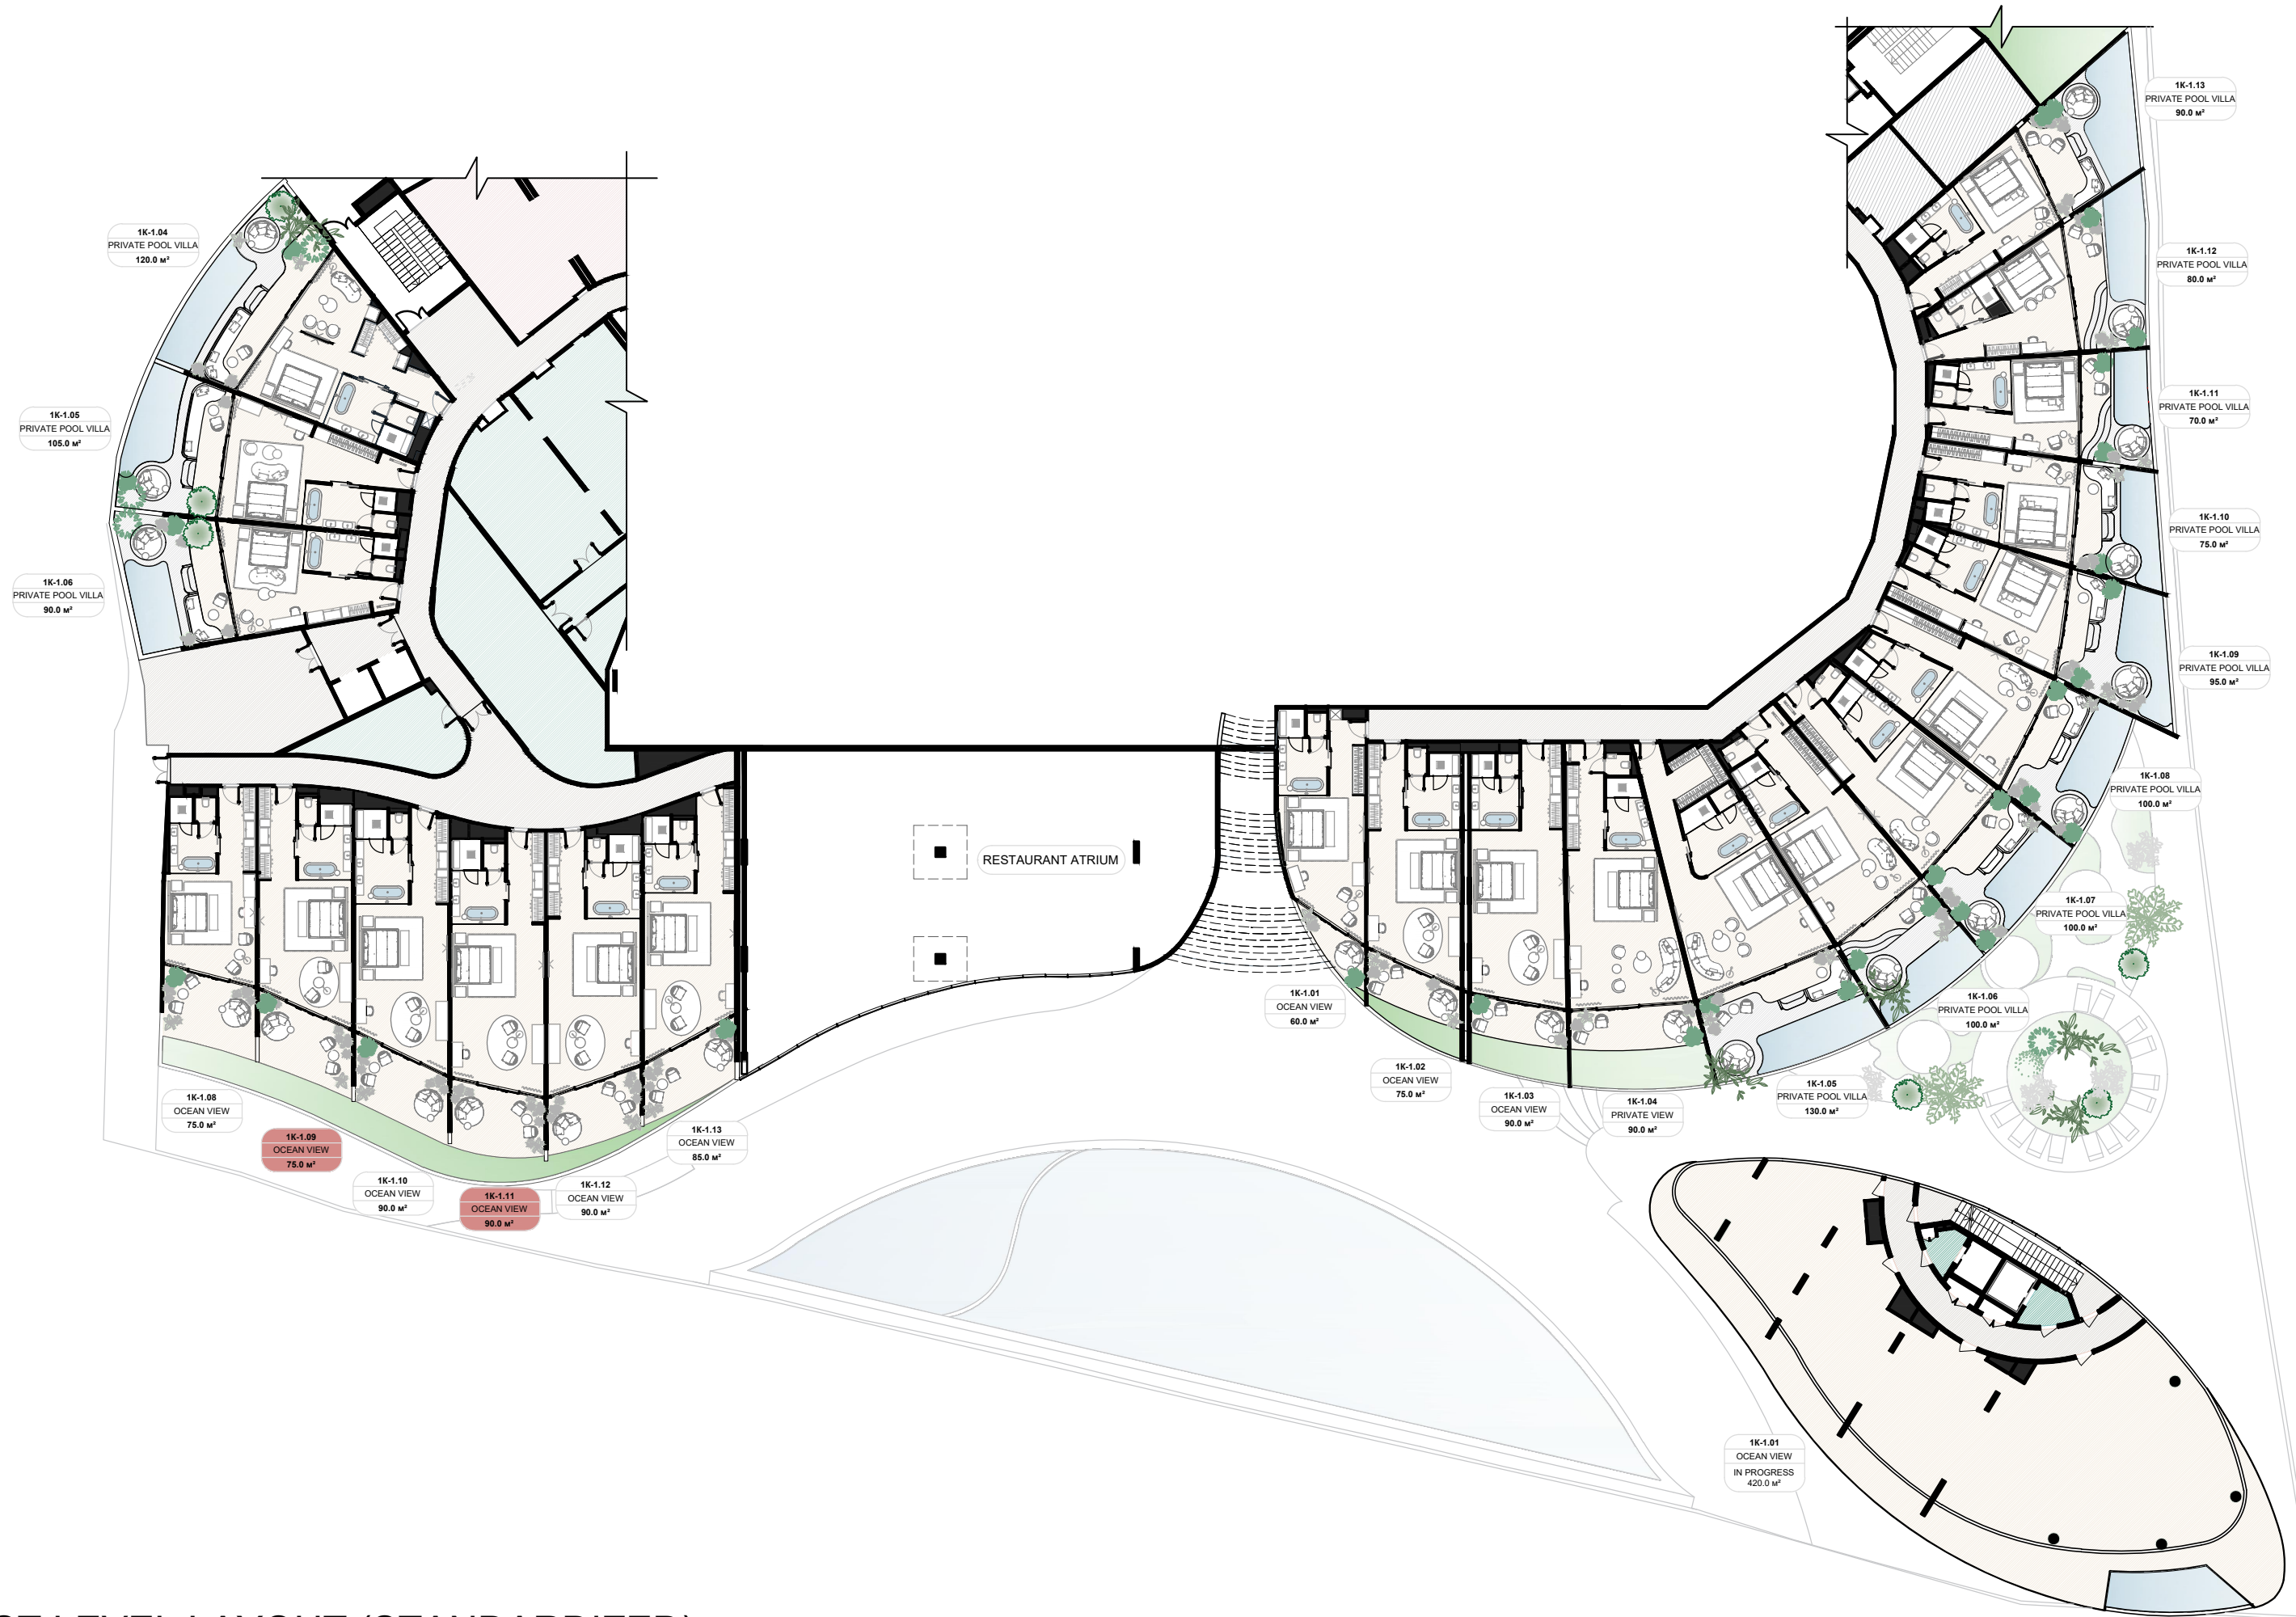 1K-1.13
PRIVATE POOL VILLA
90.0 м²
1K-1.04
PRIVATE POOL VILLA
120.0 м²
1K-1.12
PRIVATE POOL VILLA
80.0 м²
1K-1.05
PRIVATE POOL VILLA
105.0 м²
1K-1.11
PRIVATE POOL VILLA
70.0 м²
1K-1.10
PRIVATE POOL VILLA
75.0 м²
1K-1.06
PRIVATE POOL VILLA
90.0 м²
1K-1.09
PRIVATE POOL VILLA
95.0 м²
1K-1.08
PRIVATE POOL VILLA
100.0 м²
RESTAURANT ATRIUM
1K-1.07
PRIVATE POOL VILLA
100.0 м²
1K-1.01
OCEAN VIEW
60.0 м²
1K-1.06
PRIVATE POOL VILLA
100.0 м²
1K-1.02
OCEAN VIEW
75.0 м²
1K-1.03
OCEAN VIEW
90.0 м²
1K-1.04
PRIVATE VIEW
90.0 м²
1K-1.05
PRIVATE POOL VILLA
130.0 м²
1K-1.08
OCEAN VIEW
75.0 м²
1K-1.09
OCEAN VIEW
75.0 м²
1K-1.10
OCEAN VIEW
90.0 м²
1K-1.11
OCEAN VIEW
90.0 м²
1K-1.12
OCEAN VIEW
90.0 м²
1K-1.13
OCEAN VIEW
85.0 м²
1K-1.01
OCEAN VIEW
IN PROGRESS
420.0 м²